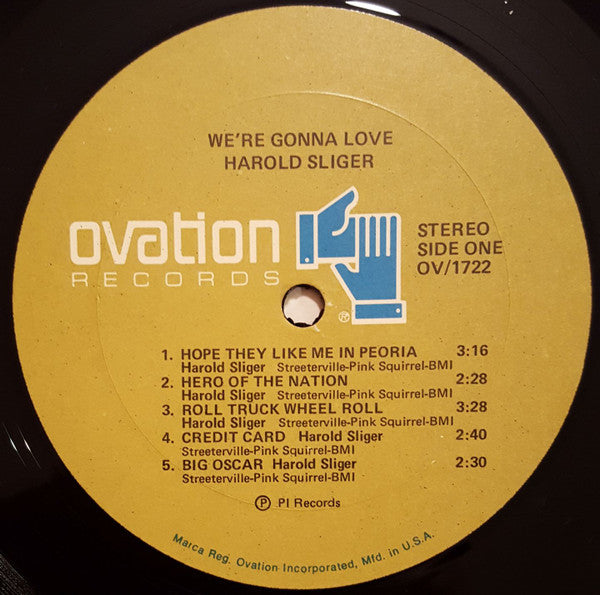 WE'RE GONNA LOVE
HAROLD SLIGER
ovation
RECORDS
®
STEREO
SIDE ONE
OV/1722
1. HOPE THEY LIKE ME IN PEORIA 3:16
Harold Sliger Streeterville-Pink Squirrel-BMI
2. HERO OF THE NATION 2:28
Harold Sliger Streeterville-Pink Squirrel-BMI
3. ROLL TRUCK WHEEL ROLL 3:28
Harold Sliger Streeterville-Pink Squirrel-BMI
4. CREDIT CARD Harold Sliger 2:40
Streeterville-Pink Squirrel-BMI
5. BIG OSCAR Harold Sliger 2:30
Streeterville-Pink Squirrel-BMI
Ⓟ PI Records
Marca Reg. Ovation Incorporated, Mfd. in U.S.A.